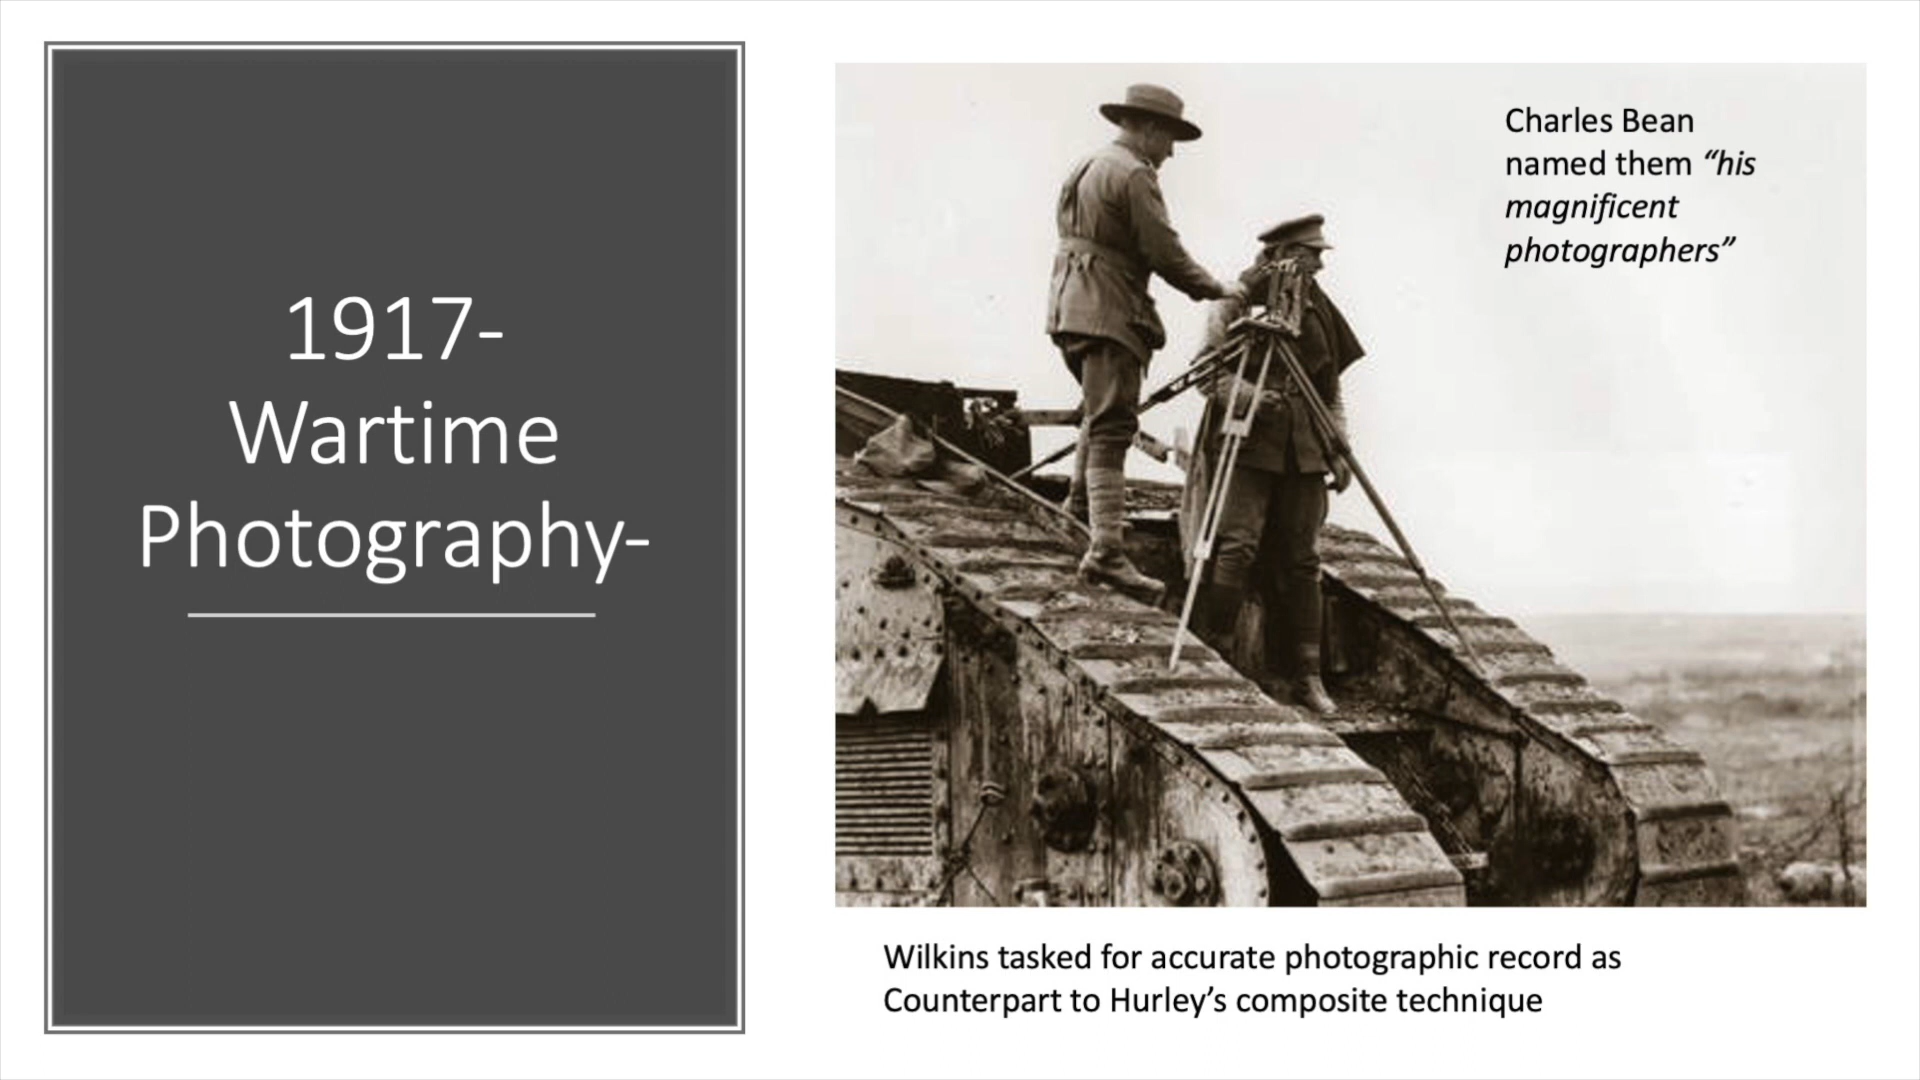 1917-
Wartime
Photography-
Charles Bean
named them “his
magnificent
photographers”
Wilkins tasked for accurate photographic record as
Counterpart to Hurley’s composite technique